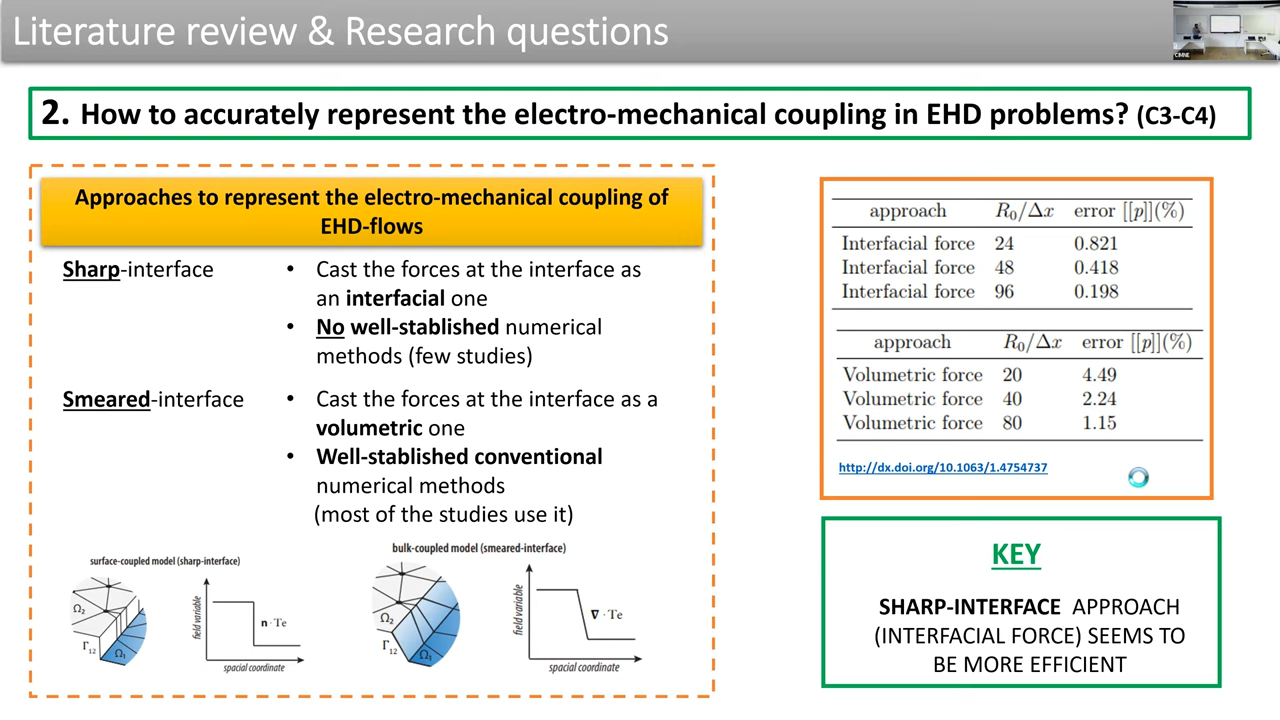 Literature review & Research questions
CIMNE
2. How to accurately represent the electro-mechanical coupling in EHD problems? (C3-C4)
Approaches to represent the electro-mechanical coupling of
EHD-flows
Sharp-interface
• Cast the forces at the interface as
an interfacial one
• No well-stablished numerical
methods (few studies)
Smeared-interface
• Cast the forces at the interface as a
volumetric one
• Well-stablished conventional
numerical methods
(most of the studies use it)
surface-coupled model (sharp-interface)
Ω₂
Γ₁₂
Ω₁
field variable
n · Te
spacial coordinate
bulk-coupled model (smeared-interface)
Ω₂
Γ₁₂
Ω₁
field variable
∇ · Te
spacial coordinate
approach R₀/Δx error [[p]](%)
Interfacial force 24 0.821
Interfacial force 48 0.418
Interfacial force 96 0.198
approach R₀/Δx error [[p]](%)
Volumetric force 20 4.49
Volumetric force 40 2.24
Volumetric force 80 1.15
http://dx.doi.org/10.1063/1.4754737
KEY
SHARP-INTERFACE APPROACH
(INTERFACIAL FORCE) SEEMS TO
BE MORE EFFICIENT